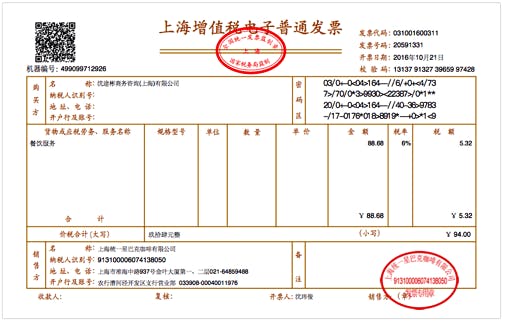 上海增值税电子普通发票
全国统一发票监制章
上海
国家税务局监制
发票代码: 031001600311
发票号码: 20591331
开票日期: 2016年10月21日
机器编号: 499099712926
校 验 码: 13137 91327 39659 97428
购买方
名 称: 优途彬商务咨询(上海)有限公司
纳税人识别号:
地 址、电 话:
开户行及账号:
密码区
03/0+-0<04>164—//6/+0+<4/73
7>/70/0*3>9930<<22387>/0*1**
20/0+-0<04>164—//40-36>9783
-/17-0176*018>8919*—+0>*1<9
货物或应税劳务、服务名称 规格型号 单位 数 量 单 价 金 额 税率 税 额
餐饮服务 88.68 6% 5.32
合 计 ￥88.68 ￥5.32
价税合计(大写) 玖拾肆元整 (小写) ￥94.00
销售方
名 称: 上海统一星巴克咖啡有限公司
纳税人识别号: 913100006074138050
地址、电话: 上海市淮海中路937号金叶大厦第一、二层021-64859488
开户行及账号: 农行漕河泾开发区支行营业部 033908-00040011976
备注
上海统一星巴克咖啡有限公司
913100006074138050
发票专用章
收款人: 复核: 开票人: 沈玮俊 销售方: (章)